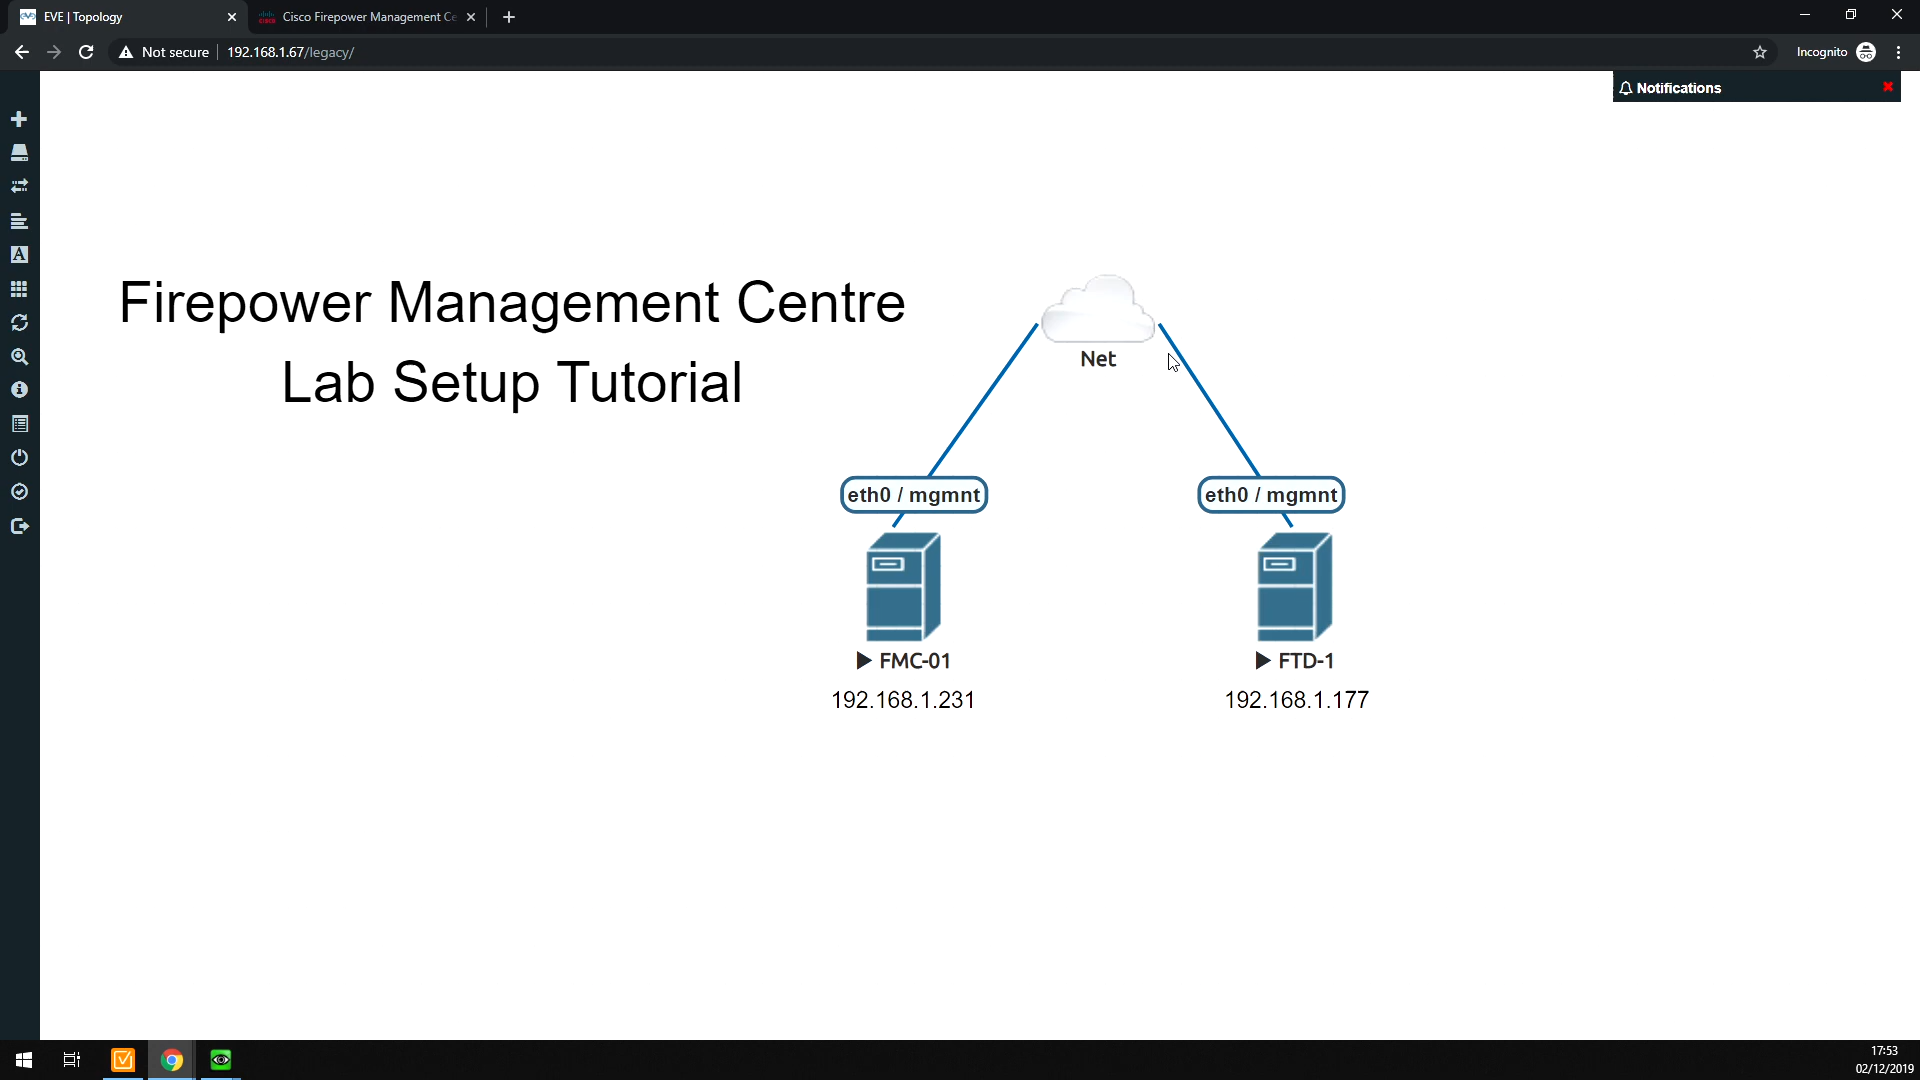 EVE | Topology
Cisco Firepower Management Ce
Not secure
192.168.1.67/legacy/
Incognito
Notifications
Firepower Management Centre
Lab Setup Tutorial
Net
eth0 / mgmnt
eth0 / mgmnt
FMC-01
FTD-1
192.168.1.231
192.168.1.177
17:53
02/12/2019